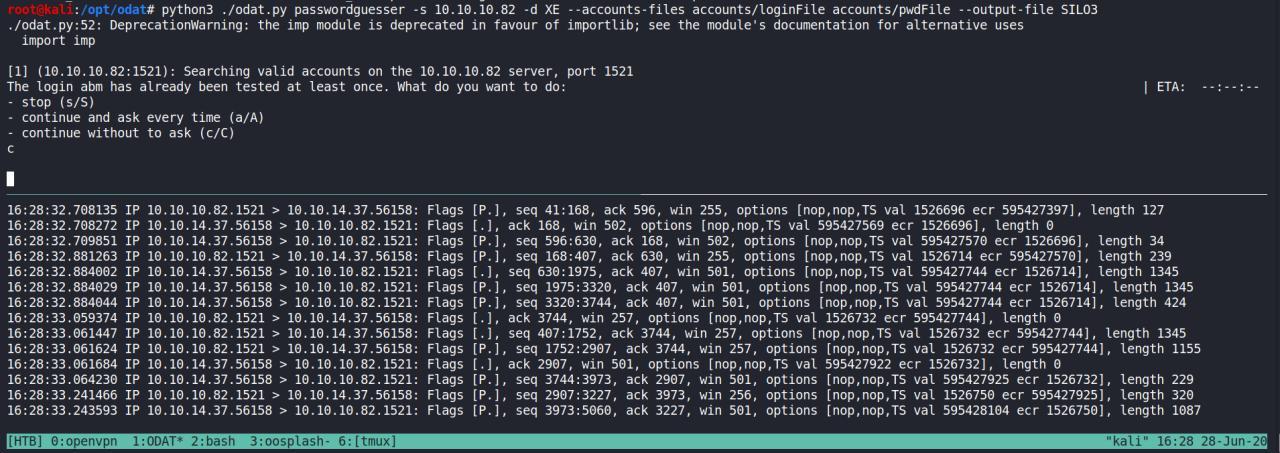 root@kali:/opt/odat# python3 ./odat.py passwordguesser -s 10.10.10.82 -d XE --accounts-files accounts/loginFile accounts/pwdFile --output-file SILO3
./odat.py:52: DeprecationWarning: the imp module is deprecated in favour of importlib; see the module's documentation for alternative uses
  import imp
[1] (10.10.10.82:1521): Searching valid accounts on the 10.10.10.82 server, port 1521
The login abm has already been tested at least once. What do you want to do: | ETA:  --:--:--
- stop (s/S)
- continue and ask every time (a/A)
- continue without to ask (c/C)
c
16:28:32.708135 IP 10.10.10.82.1521 > 10.10.14.37.56158: Flags [P.], seq 41:168, ack 596, win 255, options [nop,nop,TS val 1526696 ecr 595427397], length 127
16:28:32.708272 IP 10.10.14.37.56158 > 10.10.10.82.1521: Flags [.], ack 168, win 502, options [nop,nop,TS val 595427569 ecr 1526696], length 0
16:28:32.709851 IP 10.10.14.37.56158 > 10.10.10.82.1521: Flags [P.], seq 596:630, ack 168, win 502, options [nop,nop,TS val 595427570 ecr 1526696], length 34
16:28:32.881263 IP 10.10.10.82.1521 > 10.10.14.37.56158: Flags [P.], seq 168:407, ack 630, win 255, options [nop,nop,TS val 1526714 ecr 595427570], length 239
16:28:32.884002 IP 10.10.14.37.56158 > 10.10.10.82.1521: Flags [.], seq 630:1975, ack 407, win 501, options [nop,nop,TS val 595427744 ecr 1526714], length 1345
16:28:32.884029 IP 10.10.14.37.56158 > 10.10.10.82.1521: Flags [P.], seq 1975:3320, ack 407, win 501, options [nop,nop,TS val 595427744 ecr 1526714], length 1345
16:28:32.884044 IP 10.10.14.37.56158 > 10.10.10.82.1521: Flags [P.], seq 3320:3744, ack 407, win 501, options [nop,nop,TS val 595427744 ecr 1526714], length 424
16:28:33.059374 IP 10.10.10.82.1521 > 10.10.14.37.56158: Flags [.], ack 3744, win 257, options [nop,nop,TS val 1526732 ecr 595427744], length 0
16:28:33.061447 IP 10.10.10.82.1521 > 10.10.14.37.56158: Flags [.], seq 407:1752, ack 3744, win 257, options [nop,nop,TS val 1526732 ecr 595427744], length 1345
16:28:33.061624 IP 10.10.10.82.1521 > 10.10.14.37.56158: Flags [P.], seq 1752:2907, ack 3744, win 257, options [nop,nop,TS val 1526732 ecr 595427744], length 1155
16:28:33.061684 IP 10.10.14.37.56158 > 10.10.10.82.1521: Flags [.], ack 2907, win 501, options [nop,nop,TS val 595427922 ecr 1526732], length 0
16:28:33.064230 IP 10.10.14.37.56158 > 10.10.10.82.1521: Flags [P.], seq 3744:3973, ack 2907, win 501, options [nop,nop,TS val 595427925 ecr 1526732], length 229
16:28:33.241466 IP 10.10.10.82.1521 > 10.10.14.37.56158: Flags [P.], seq 2907:3227, ack 3973, win 256, options [nop,nop,TS val 1526750 ecr 595427925], length 320
16:28:33.243593 IP 10.10.14.37.56158 > 10.10.10.82.1521: Flags [P.], seq 3973:5060, ack 3227, win 501, options [nop,nop,TS val 595428104 ecr 1526750], length 1087
[HTB] 0:openvpn  1:ODAT* 2:bash  3:oosplash- 6:[tmux] "kali" 16:28 28-Jun-20